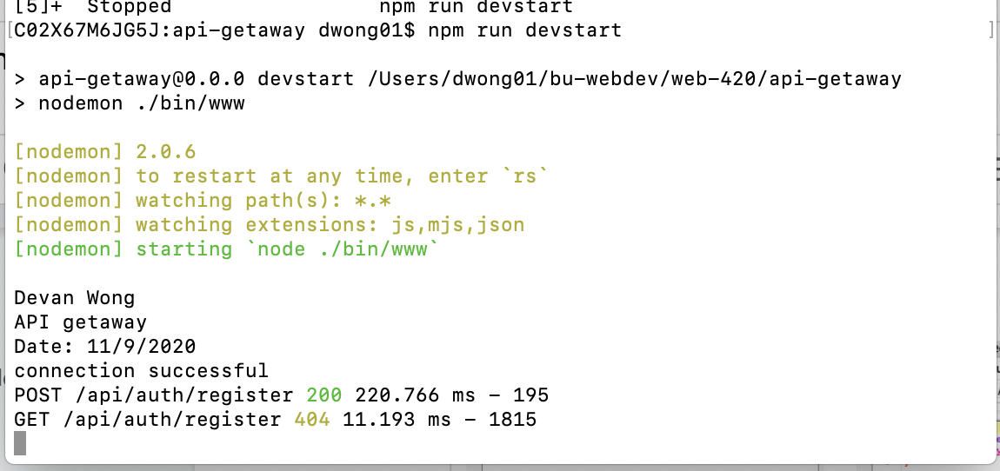 [5]+  Stopped                 npm run devstart
[C02X67M6JG5J:api-getaway dwong01$ npm run devstart ]
> api-getaway@0.0.0 devstart /Users/dwong01/bu-webdev/web-420/api-getaway
> nodemon ./bin/www
[nodemon] 2.0.6
[nodemon] to restart at any time, enter `rs`
[nodemon] watching path(s): *.*
[nodemon] watching extensions: js,mjs,json
[nodemon] starting `node ./bin/www`
Devan Wong
API getaway
Date: 11/9/2020
connection successful
POST /api/auth/register 200 220.766 ms – 195
GET /api/auth/register 404 11.193 ms – 1815